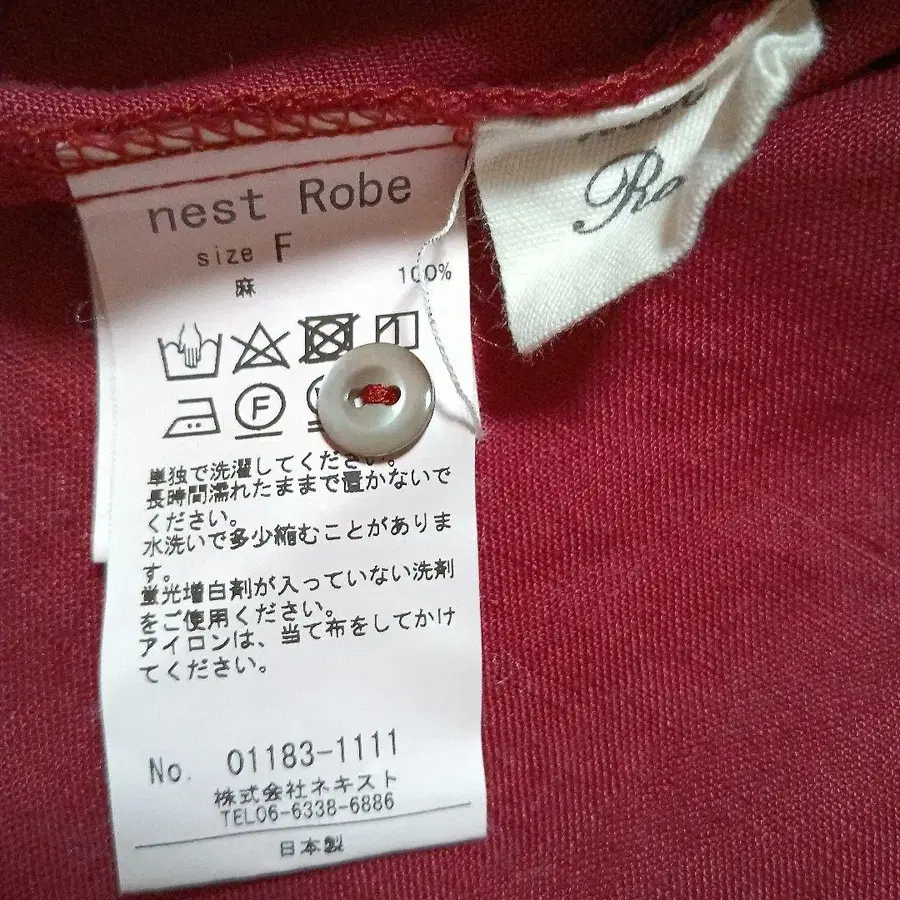 nest Robe
size F
麻 100%
F
単独で洗濯してください。
長時間濡れたままで置かないで
ください。
水洗いで多少縮むことがありま
す。
蛍光増白剤が入っていない洗剤
をご使用ください。
アイロンは、当て布をしてかけ
てください。
No. 01183-1111
株式会社ネキスト
TEL06-6338-6886
日本製
Ro